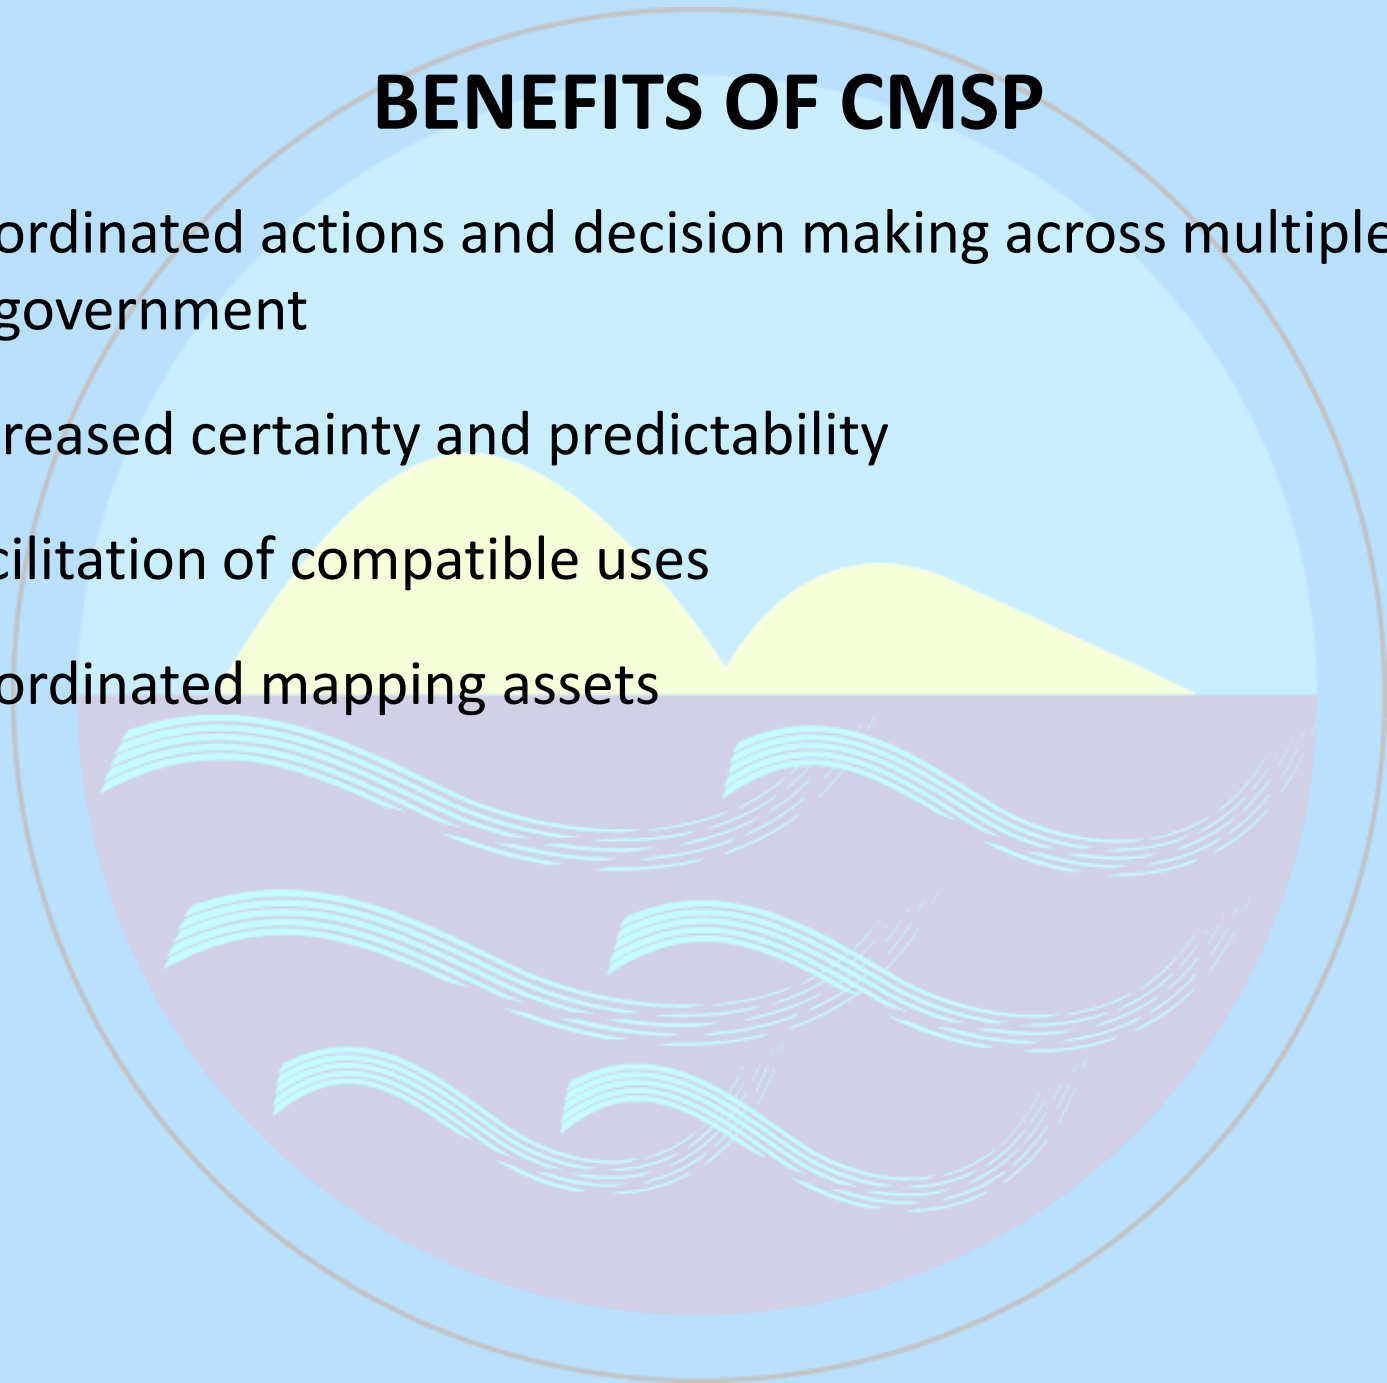 BENEFITS OF CMSP
ordinated actions and decision making across multiple
government
reased certainty and predictability
cilitation of compatible uses
ordinated mapping assets